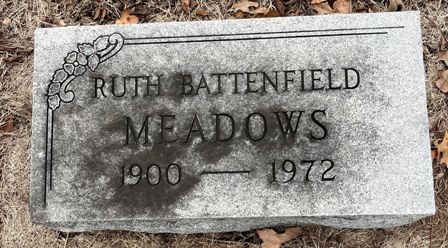 RUTH BATTENFIELD
MEADOWS
1900 — 1972